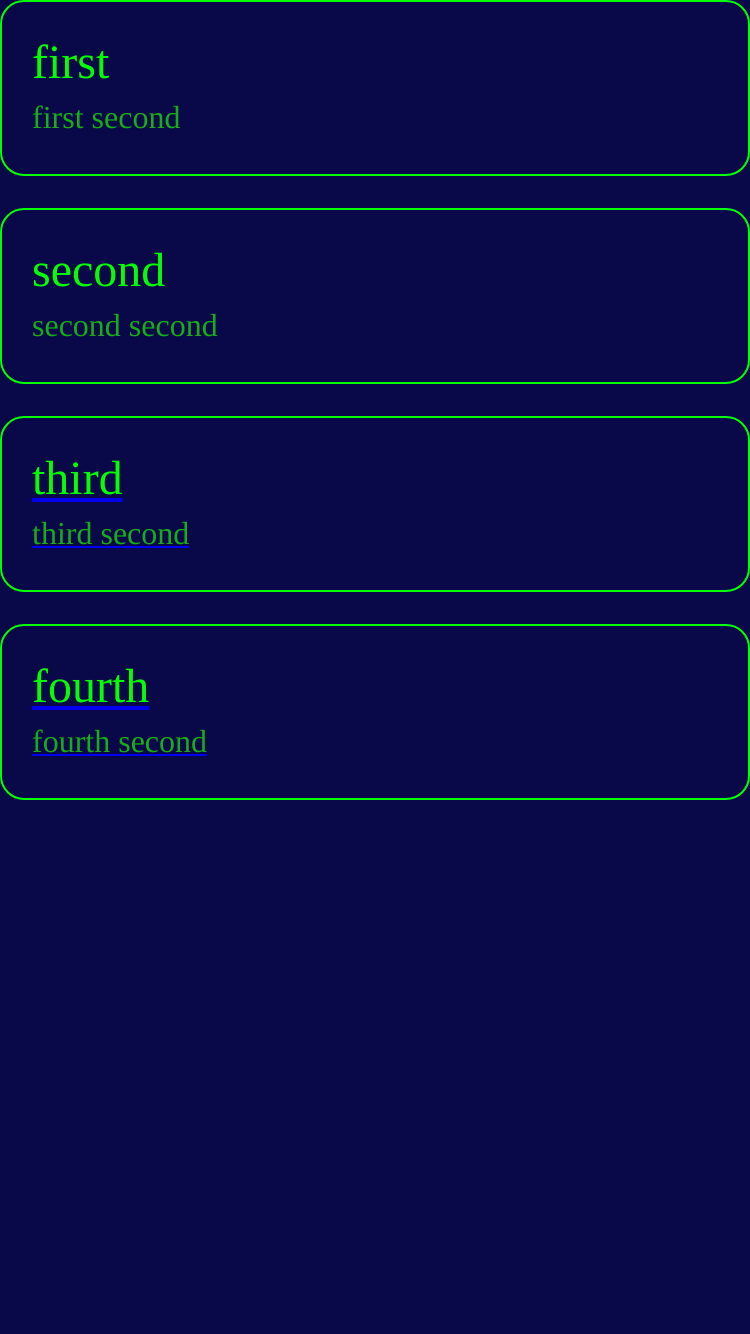 first
first second
second
second second
third
third second
fourth
fourth second